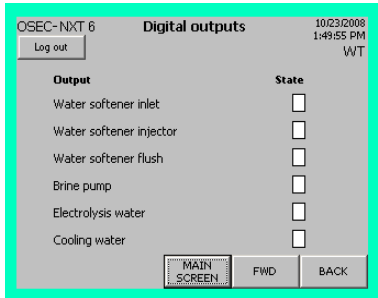 OSEC-NXT 6 Digital outputs 10/23/2008
1:49:55 PM
Log out WT
Output State
Water softener inlet
Water softener injector
Water softener flush
Brine pump
Electrolysis water
Cooling water
MAIN SCREEN FWD BACK